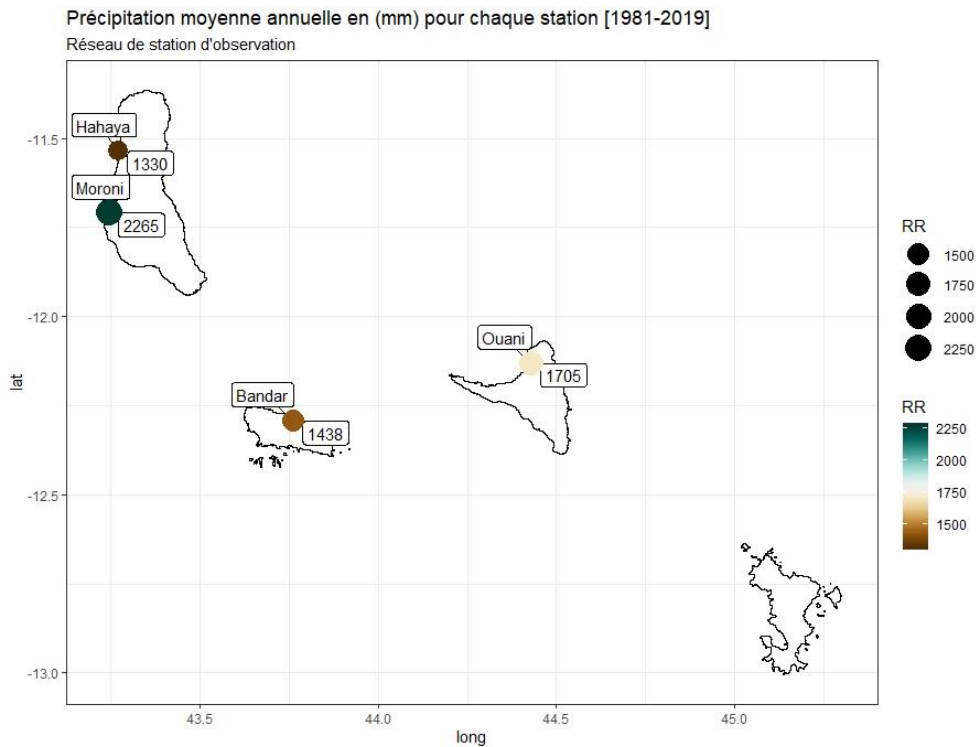 Précipitation moyenne annuelle en (mm) pour chaque station [1981-2019]
Réseau de station d'observation
Hahaya
1330
Moroni
2265
Ouani
1705
Bandar
1438
-11.5
-12.0
-12.5
-13.0
lat
43.5
44.0
44.5
45.0
long
RR
1500
1750
2000
2250
RR
2250
2000
1750
1500